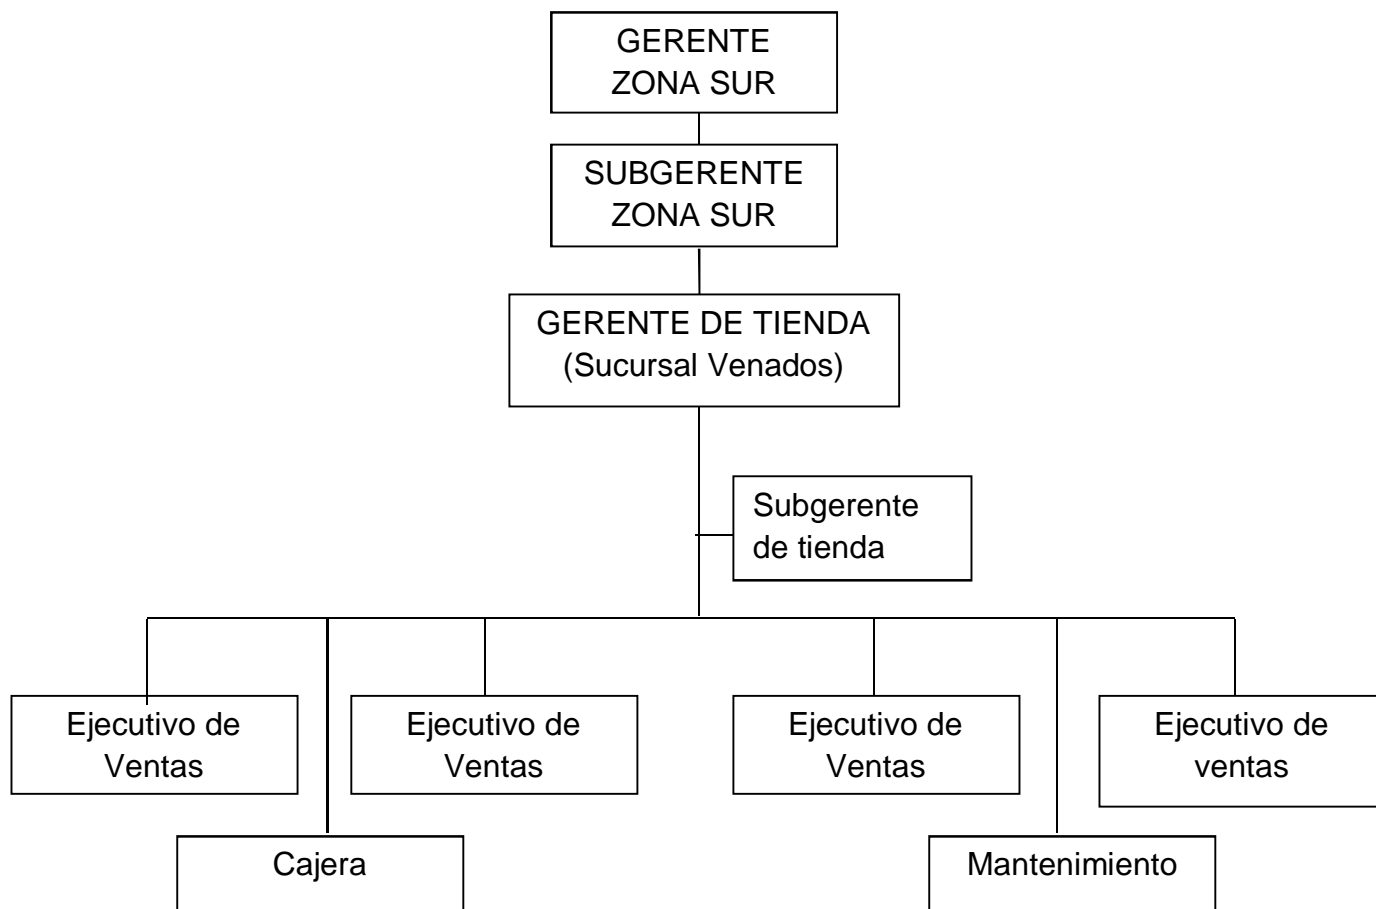 GERENTE
ZONA SUR
SUBGERENTE
ZONA SUR
GERENTE DE TIENDA
(Sucursal Venados)
Subgerente
de tienda
Ejecutivo de
Ventas
Ejecutivo de
Ventas
Ejecutivo de
Ventas
Ejecutivo de
ventas
Cajera
Mantenimiento